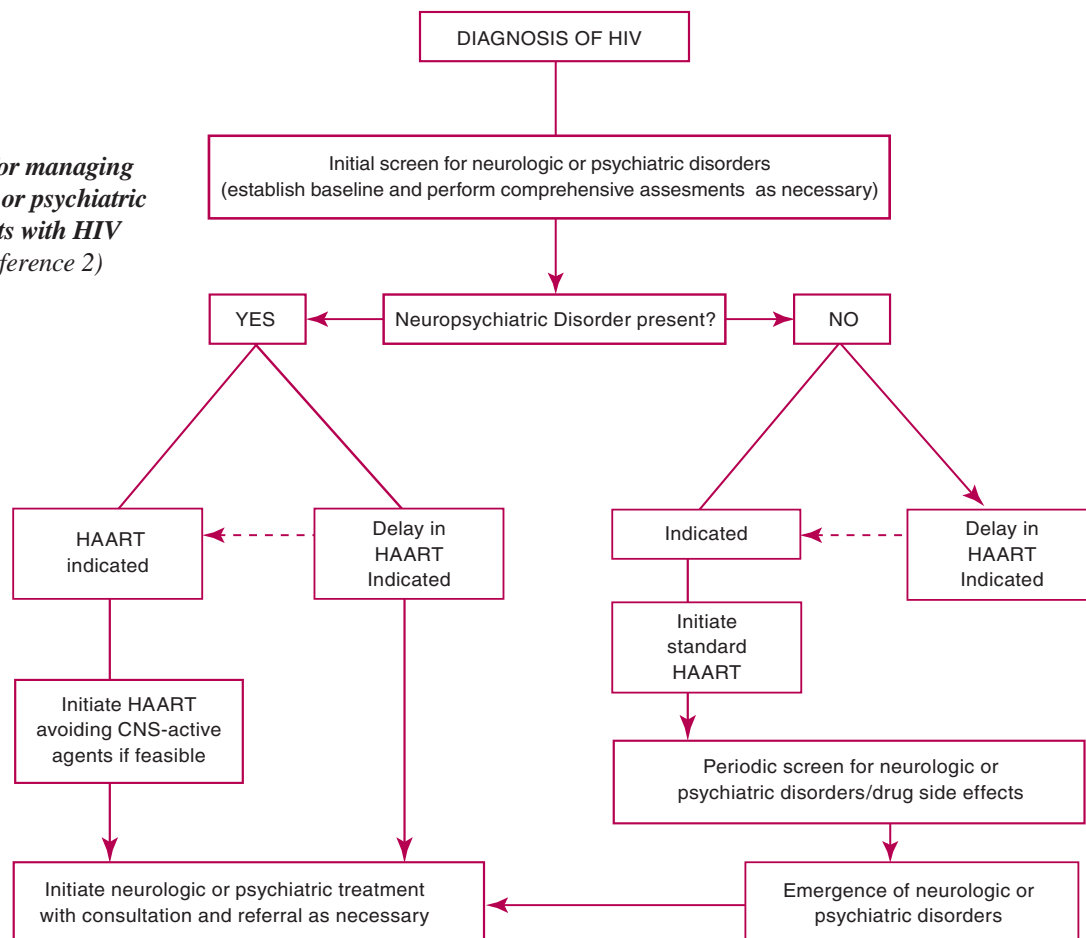 DIAGNOSIS OF HIV
or managing
or psychiatric
ts with HIV
ference 2)
Initial screen for neurologic or psychiatric disorders
(establish baseline and perform comprehensive assesments as necessary)
YES
Neuropsychiatric Disorder present?
NO
HAART
indicated
Delay in
HAART
Indicated
Indicated
Delay in
HAART
Indicated
Initiate
standard
HAART
Initiate HAART
avoiding CNS-active
agents if feasible
Periodic screen for neurologic or
psychiatric disorders/drug side effects
Initiate neurologic or psychiatric treatment
with consultation and referral as necessary
Emergence of neurologic or
psychiatric disorders